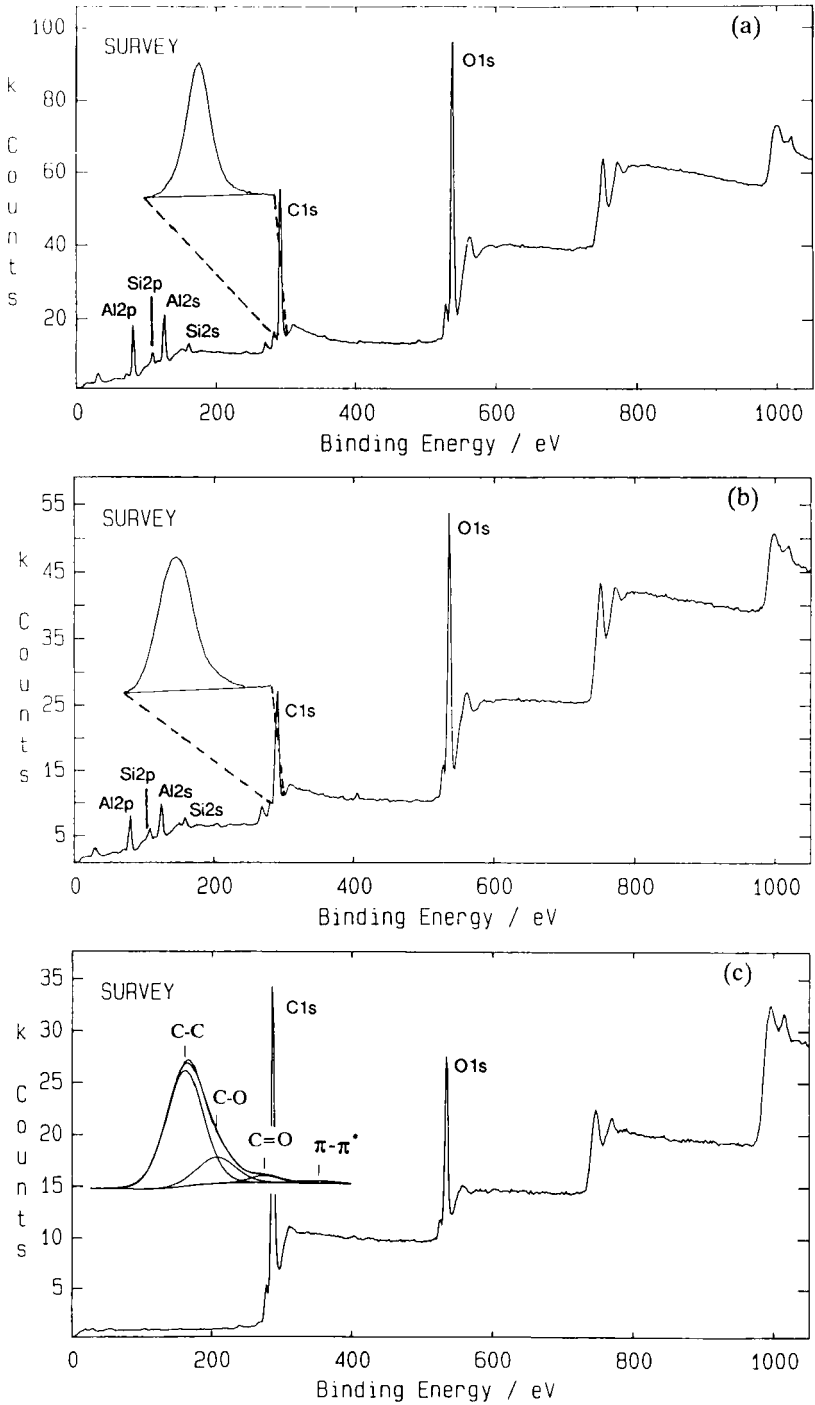 (a)
SURVEY
k Counts
100
80
60
40
20
Al2p
Si2p
Al2s
Si2s
C1s
O1s
0 200 400 600 800 1000
Binding Energy / eV
(b)
SURVEY
k Counts
55
45
35
25
15
5
Al2p
Si2p
Al2s
Si2s
C1s
O1s
0 200 400 600 800 1000
Binding Energy / eV
(c)
SURVEY
k Counts
35
30
25
20
15
10
5
C-C
C-O
C=O
π-π*
C1s
O1s
0 200 400 600 800 1000
Binding Energy / eV